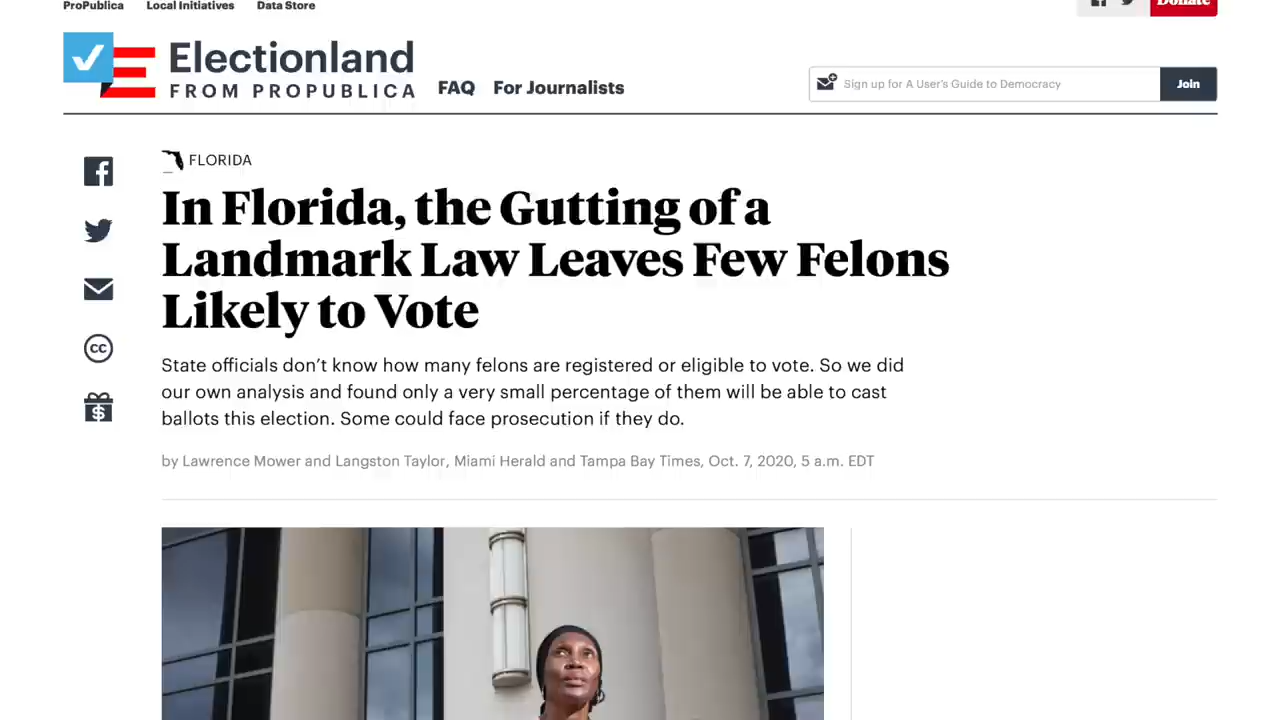 ProPublica Local Initiatives Data Store
Donate
Electionland
FROM PROPUBLICA
FAQ For Journalists
Sign up for A User's Guide to Democracy Join
FLORIDA
In Florida, the Gutting of a
Landmark Law Leaves Few Felons
Likely to Vote
State officials don't know how many felons are registered or eligible to vote. So we did
our own analysis and found only a very small percentage of them will be able to cast
ballots this election. Some could face prosecution if they do.
by Lawrence Mower and Langston Taylor, Miami Herald and Tampa Bay Times, Oct. 7, 2020, 5 a.m. EDT
cc
$